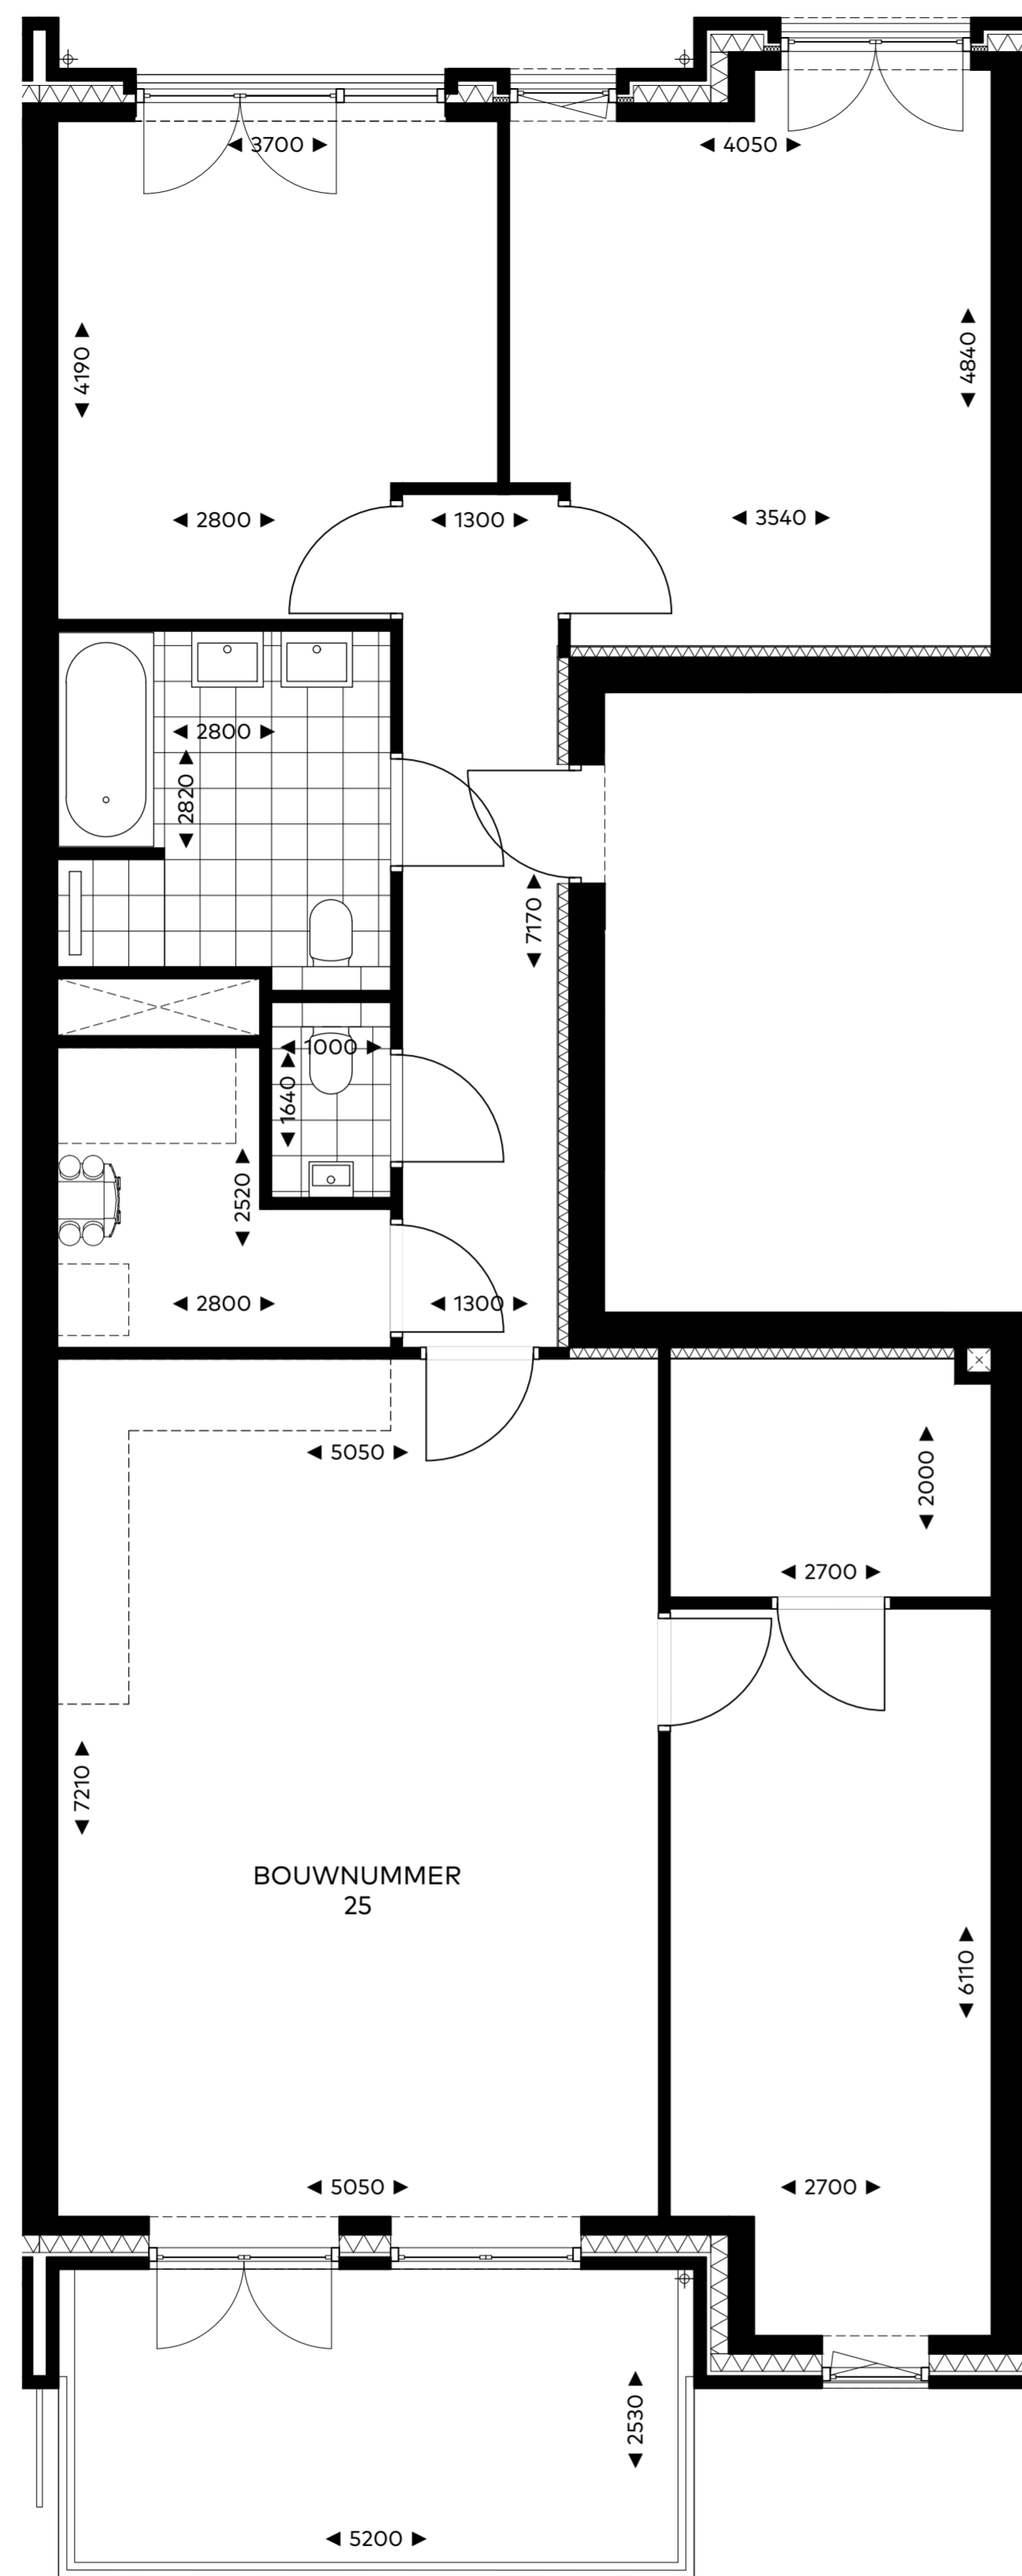 ◄ 3700 ►
◄ 4050 ►
◄ 4190 ►
◄ 4840 ►
◄ 2800 ►
◄ 1300 ►
◄ 3540 ►
◄ 2800 ►
◄ 2820 ►
◄ 7170 ►
◄ 1000 ►
◄ 1640 ►
◄ 2520 ►
◄ 2800 ►
◄ 1300 ►
◄ 5050 ►
◄ 2000 ►
◄ 2700 ►
◄ 7210 ►
BOUWNUMMER
25
◄ 6110 ►
◄ 5050 ►
◄ 2700 ►
◄ 2530 ►
◄ 5200 ►